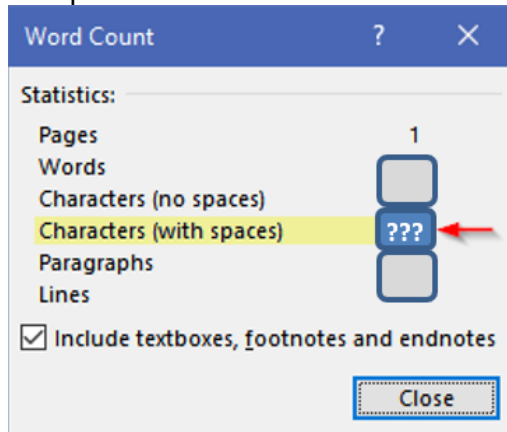 Word Count ? ×
Statistics:
Pages 1
Words
Characters (no spaces)
Characters (with spaces) ???
Paragraphs
Lines
Include textboxes, footnotes and endnotes
Close